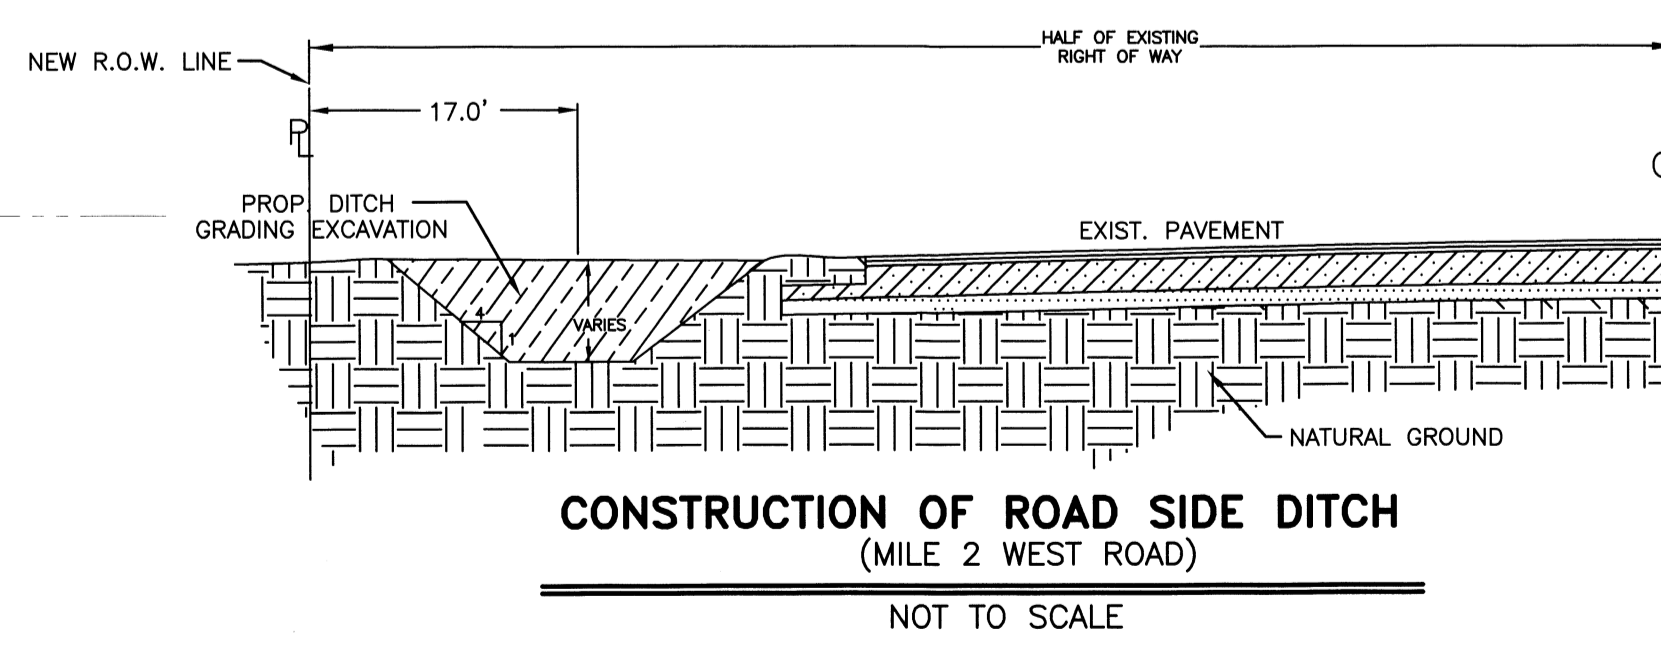 HALF OF EXISTING
RIGHT OF WAY
NEW R.O.W. LINE
17.0'
PL
PROP. DITCH
GRADING EXCAVATION
EXIST. PAVEMENT
4
1
VARIES
NATURAL GROUND
CONSTRUCTION OF ROAD SIDE DITCH
(MILE 2 WEST ROAD)
NOT TO SCALE